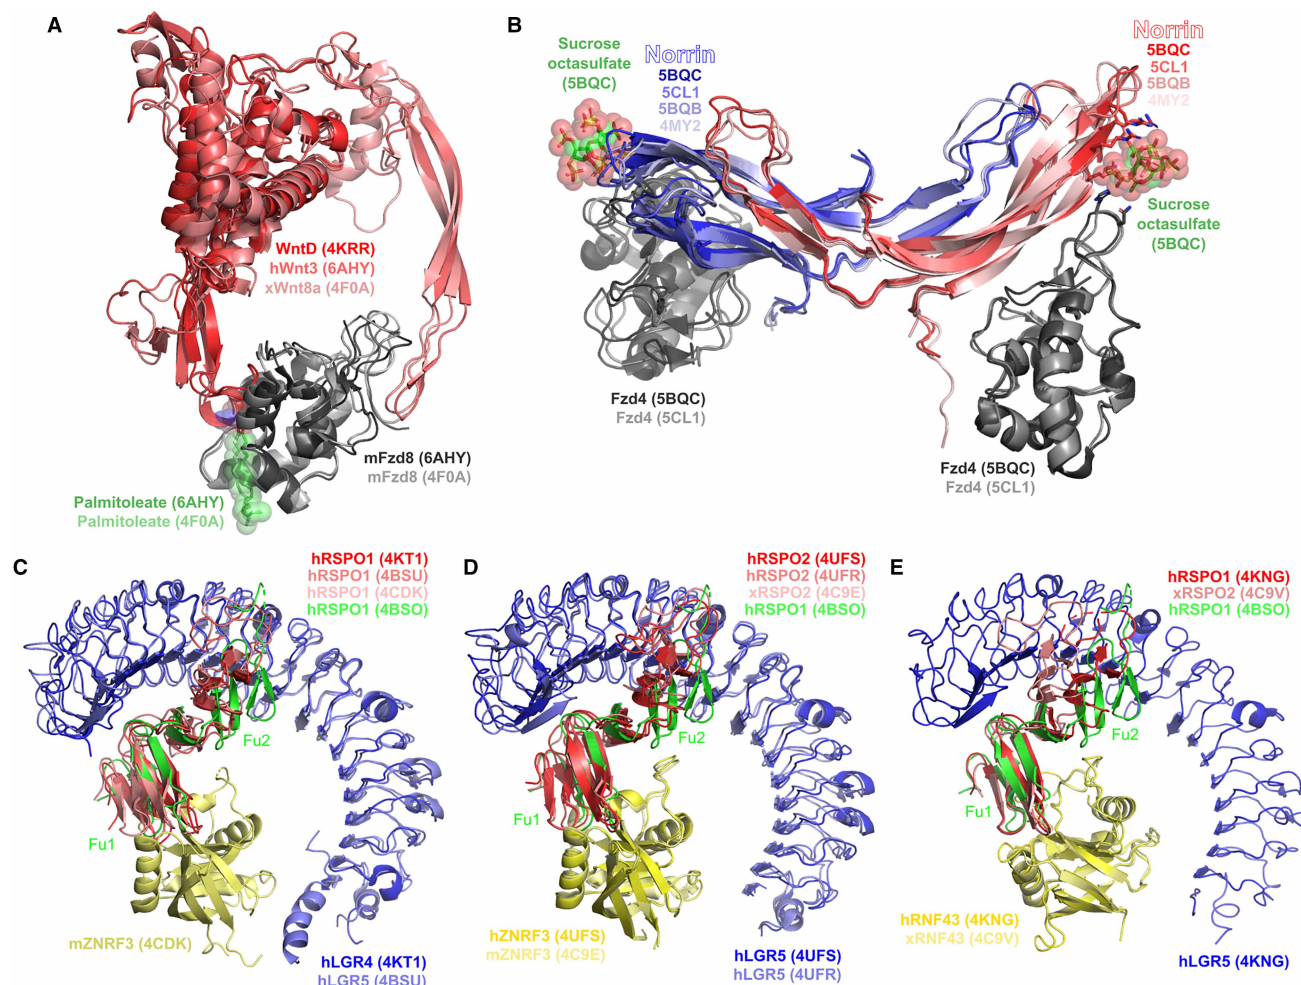 A
WntD (4KRR)
hWnt3 (6AHY)
xWnt8a (4F0A)
mFzd8 (6AHY)
mFzd8 (4F0A)
Palmitoleate (6AHY)
Palmitoleate (4F0A)
B
Sucrose
octasulfate
(5BQC)
Norrin
5BQC
5CL1
5BQB
4MY2
Norrin
5BQC
5CL1
5BQB
4MY2
Sucrose
octasulfate
(5BQC)
Fzd4 (5BQC)
Fzd4 (5CL1)
Fzd4 (5BQC)
Fzd4 (5CL1)
C
hRSPO1 (4KT1)
hRSPO1 (4BSU)
hRSPO1 (4CDK)
hRSPO1 (4BSO)
Fu2
Fu1
mZNRF3 (4CDK)
hLGR4 (4KT1)
hLGR5 (4BSU)
D
hRSPO2 (4UFS)
hRSPO2 (4UFR)
xRSPO2 (4C9E)
hRSPO1 (4BSO)
Fu2
Fu1
hZNRF3 (4UFS)
mZNRF3 (4C9E)
hLGR5 (4UFS)
hLGR5 (4UFR)
E
hRSPO1 (4KNG)
xRSPO2 (4C9V)
hRSPO1 (4BSO)
Fu2
Fu1
hRNF43 (4KNG)
xRNF43 (4C9V)
hLGR5 (4KNG)